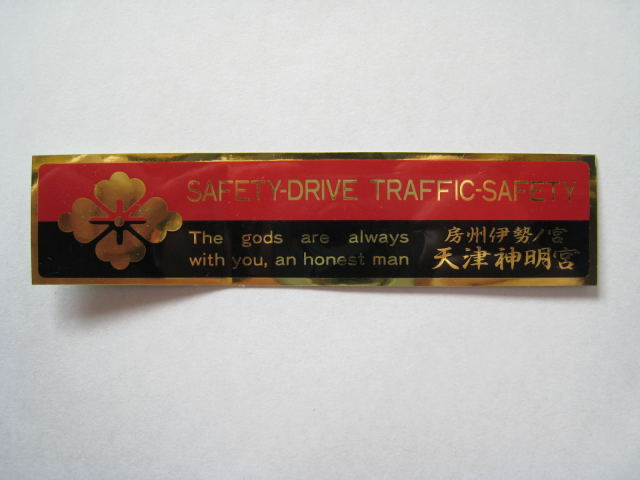 SAFETY-DRIVE TRAFFIC-SAFETY
The gods are always
with you, an honest man
房州伊勢ノ宮
天津神明宮